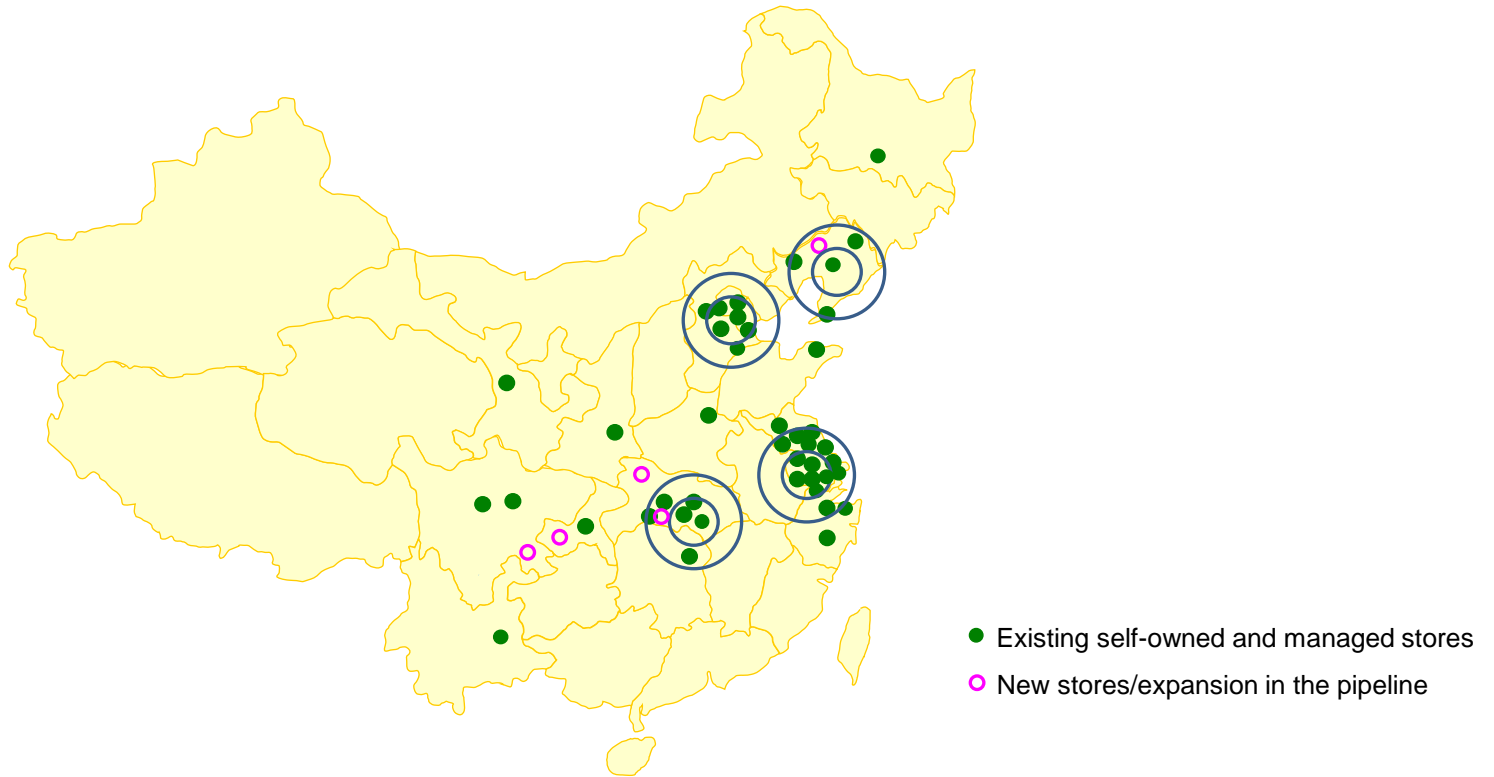 Existing self-owned and managed stores
New stores/expansion in the pipeline